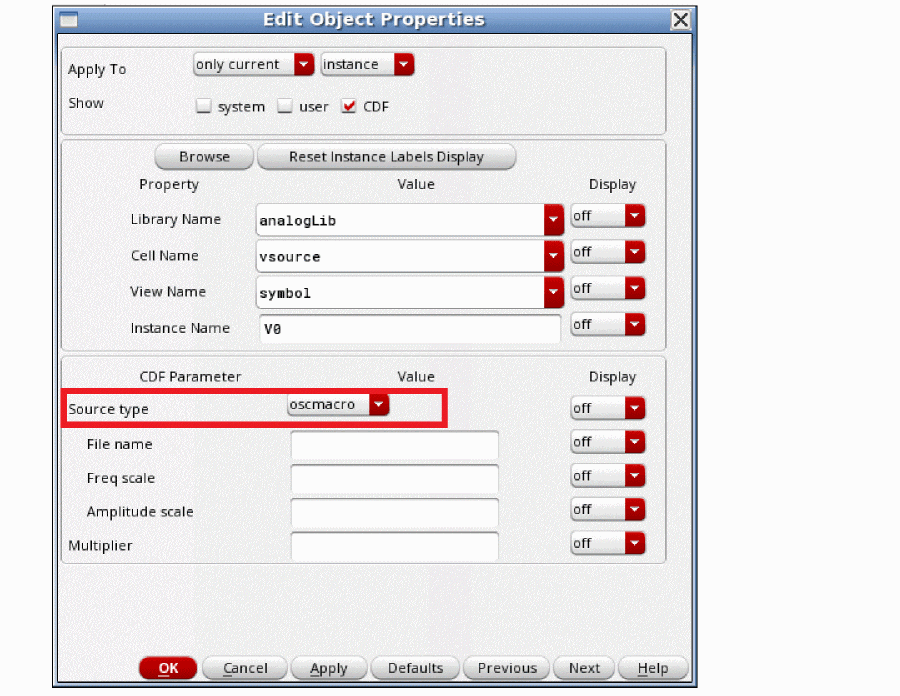 Edit Object Properties
Apply To only current instance
Show system user CDF
Browse Reset Instance Labels Display
Property Value Display
Library Name analogLib off
Cell Name vsource off
View Name symbol off
Instance Name V0 off
CDF Parameter Value Display
Source type oscmacro off
File name off
Freq scale off
Amplitude scale off
Multiplier off
OK Cancel Apply Defaults Previous Next Help